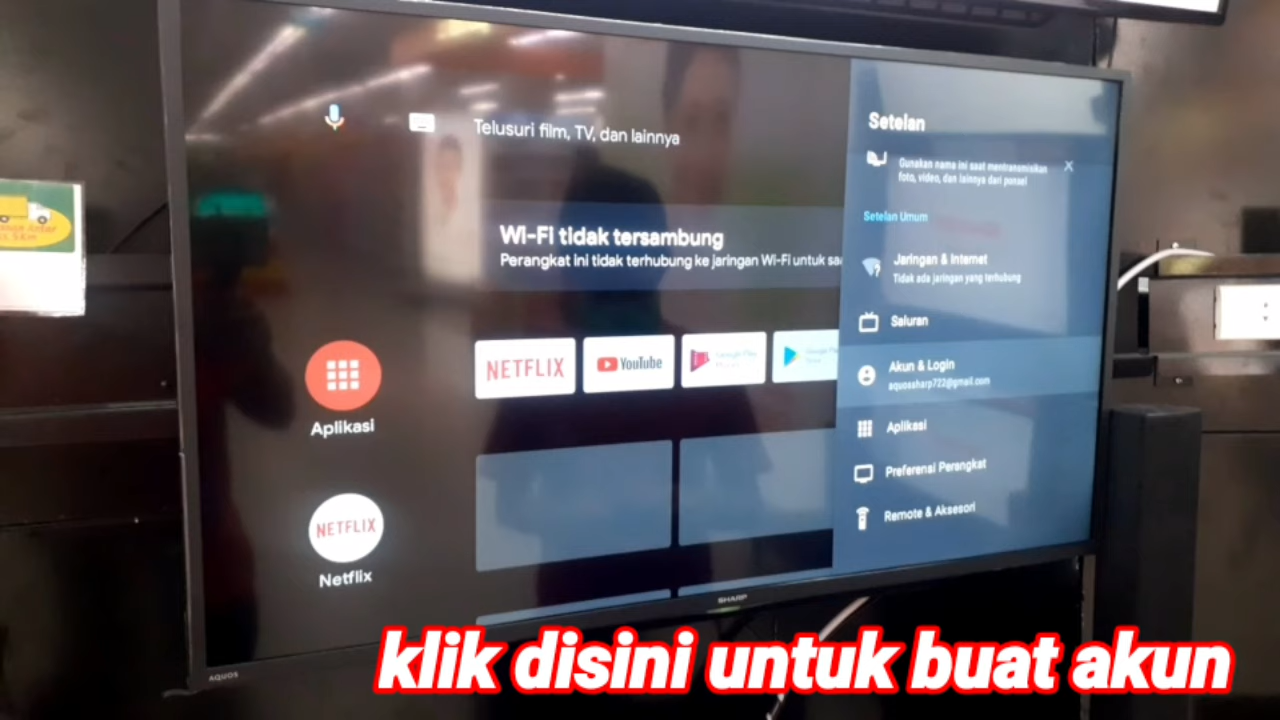 Telusuri film, TV, dan lainnya
Wi-Fi tidak tersambung
Perangkat ini tidak terhubung ke jaringan Wi-Fi untuk saa
NETFLIX
YouTube
Google Play
Aplikasi
NETFLIX
Netflix
Setelan
Gunakan nama ini saat mentransmisikan
foto, video, dan lainnya dari ponsel
Setelan Umum
Jaringan & Internet
Tidak ada jaringan yang terhubung
Saluran
Akun & Login
aquossharp722@gmail.com
Aplikasi
Preferensi Perangkat
Remote & Aksesori
SHARP
AQUOS
klik disini untuk buat akun